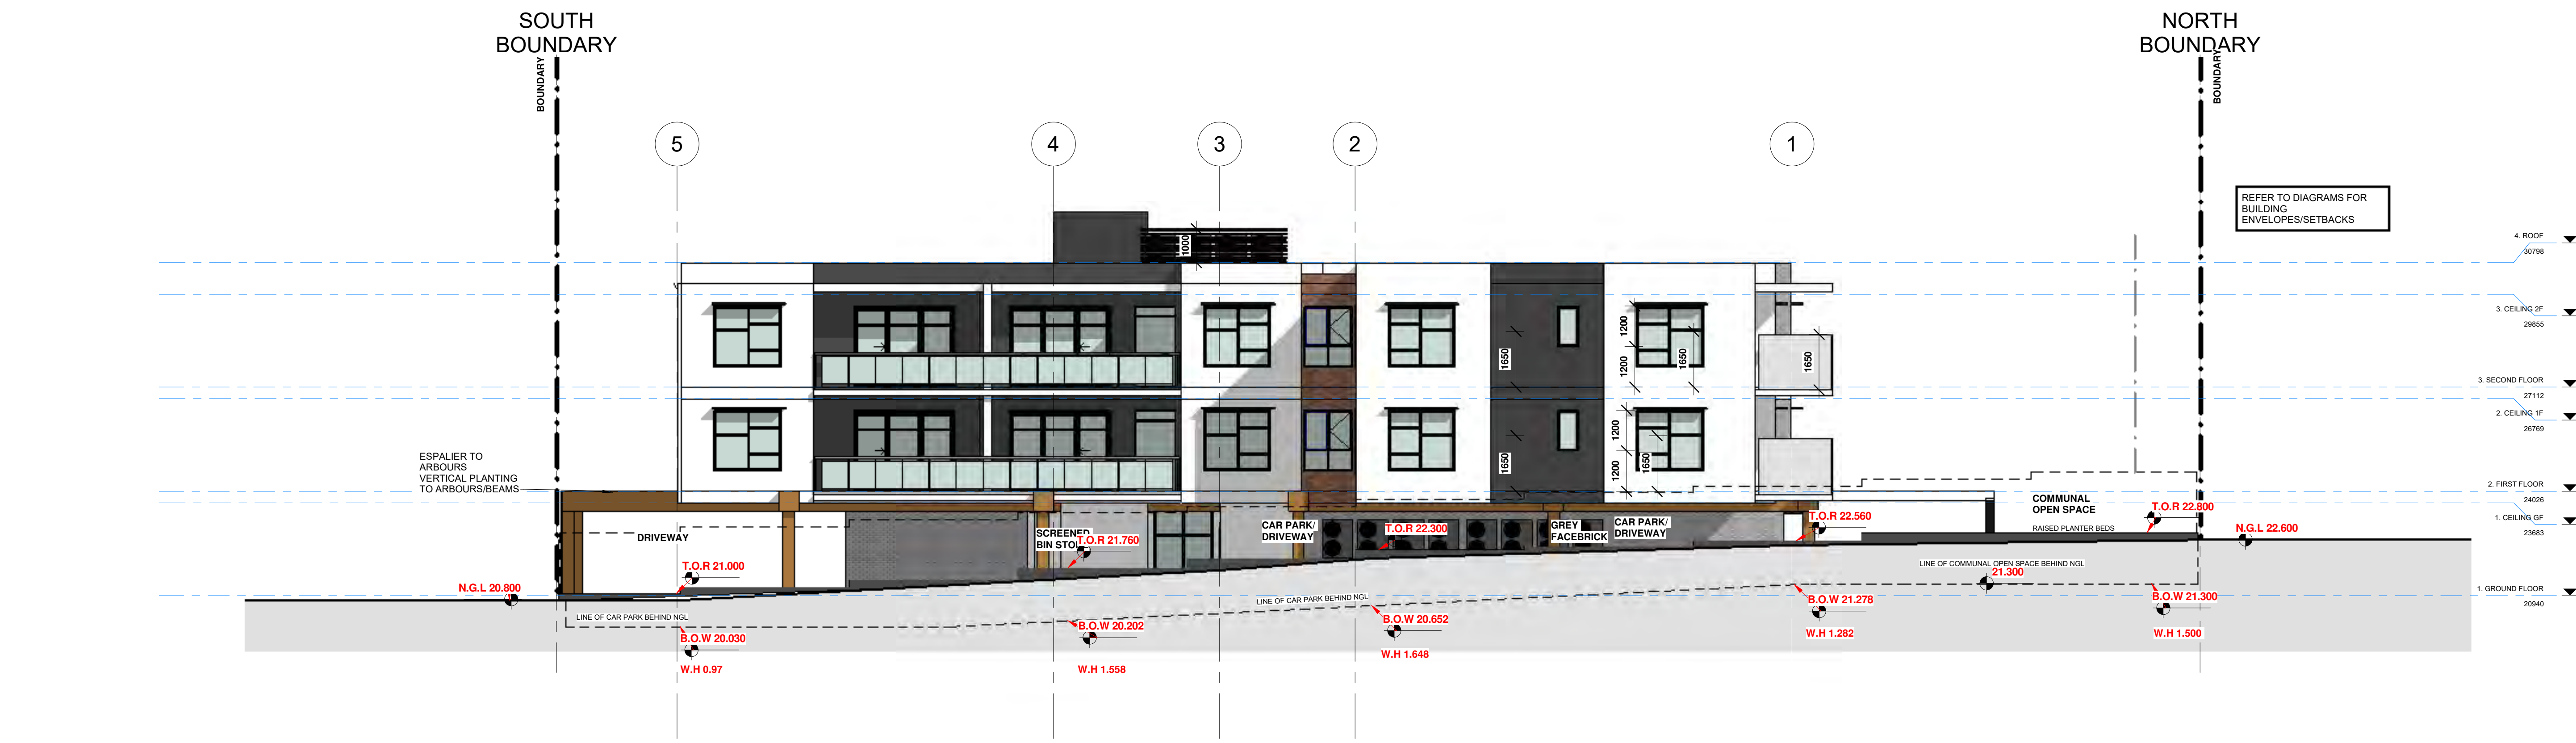 SOUTH
BOUNDARY
NORTH
BOUNDARY
BOUNDARY
BOUNDARY
5
4
3
2
1
REFER TO DIAGRAMS FOR
BUILDING
ENVELOPES/SETBACKS
4. ROOF
30798
3. CEILING 2F
29855
3. SECOND FLOOR
27112
2. CEILING 1F
26769
2. FIRST FLOOR
24026
1. CEILING GF
23683
1. GROUND FLOOR
20940
1000
1200
1200
1650
1650
1650
1200
1200
1650
1650
ESPALIER TO
ARBOURS
VERTICAL PLANTING
TO ARBOURS/BEAMS
DRIVEWAY
SCREENED
BIN STO
T.O.R 21.760
CAR PARK/
DRIVEWAY
T.O.R 22.300
GREY
FACEBRICK
CAR PARK/
DRIVEWAY
T.O.R 22.560
COMMUNAL
OPEN SPACE
RAISED PLANTER BEDS
T.O.R 22.800
N.G.L 22.600
T.O.R 21.000
N.G.L 20.800
LINE OF CAR PARK BEHIND NGL
LINE OF CAR PARK BEHIND NGL
LINE OF COMMUNAL OPEN SPACE BEHIND NGL
21.300
B.O.W 20.030
W.H 0.97
B.O.W 20.202
W.H 1.558
B.O.W 20.652
W.H 1.648
B.O.W 21.278
W.H 1.282
B.O.W 21.300
W.H 1.500